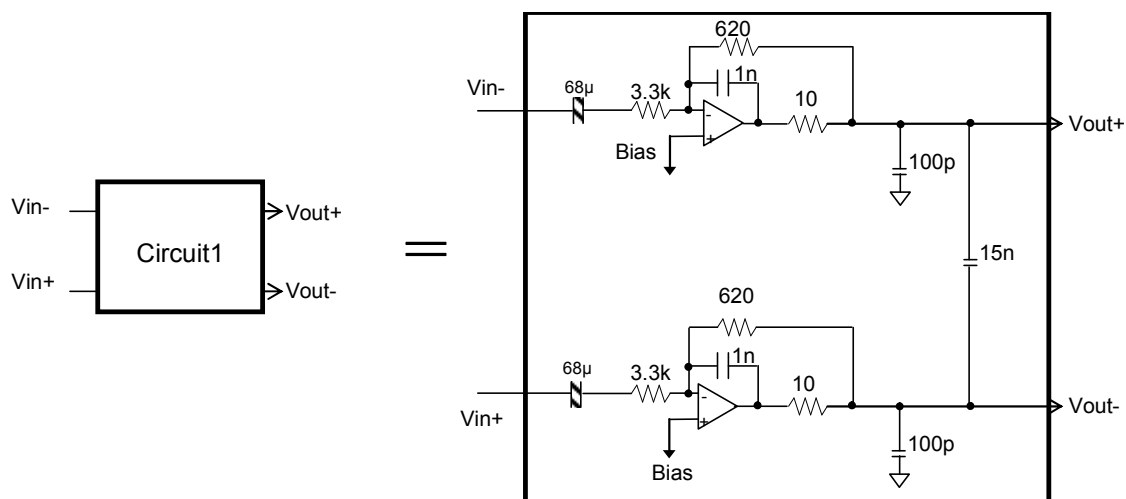 620
1n
Vin-
68µ
3.3k
10
-
+
Bias
Vout+
100p
Vin-
Vout+
Circuit1
=
15n
Vin+
Vout-
620
1n
68µ
3.3k
10
-
+
Vin+
Bias
Vout-
100p